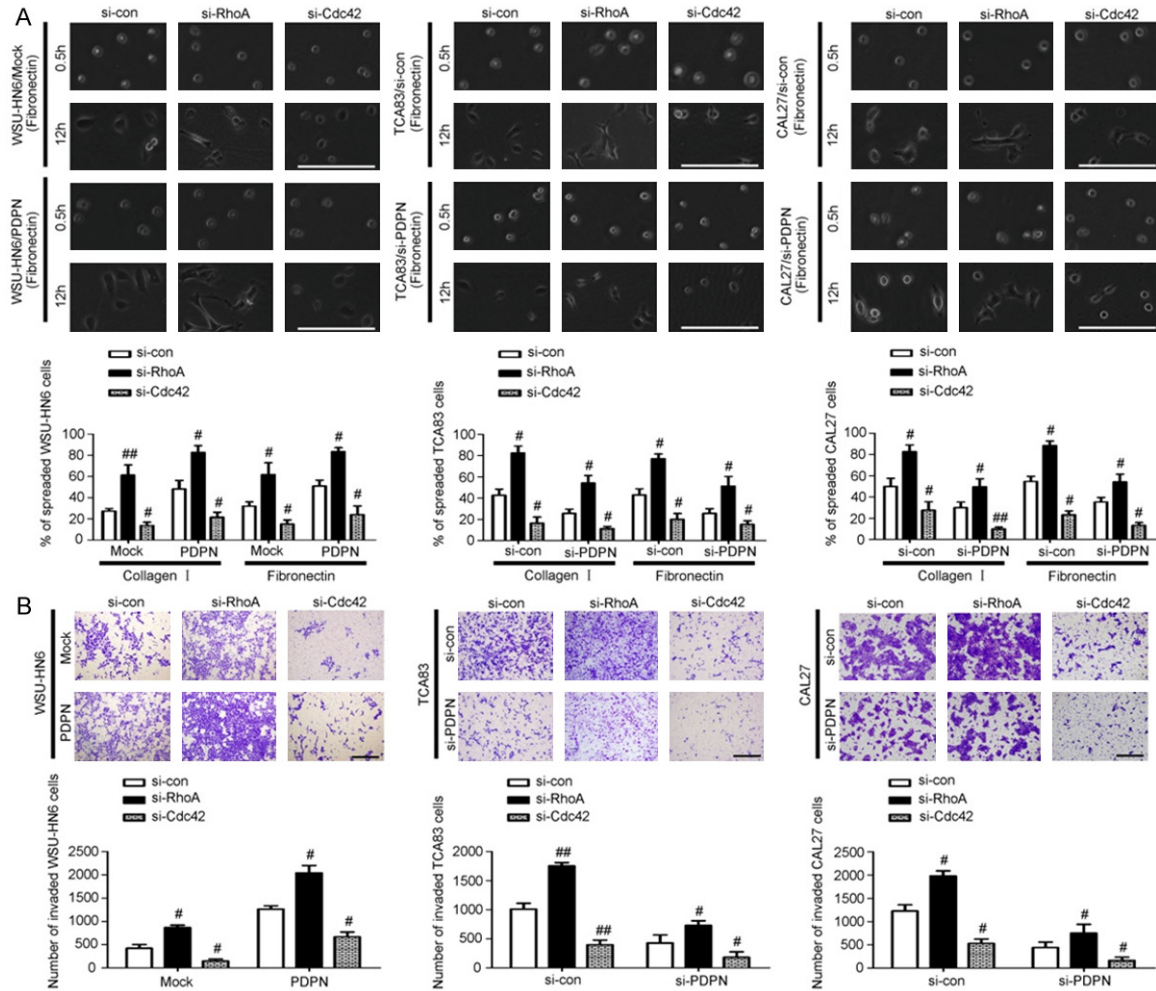 A
si-con si-RhoA si-Cdc42
si-con si-RhoA si-Cdc42
si-con si-RhoA si-Cdc42
WSU-HN6/Mock
(Fibronectin)
0.5h
12h
WSU-HN6/PDPN
(Fibronectin)
0.5h
12h
TCA83/si-con
(Fibronectin)
0.5h
12h
TCA83/si-PDPN
(Fibronectin)
0.5h
12h
CAL27/si-con
(Fibronectin)
0.5h
12h
CAL27/si-PDPN
(Fibronectin)
0.5h
12h
si-con
si-RhoA
si-Cdc42
% of spreaded WSU-HN6 cells
100
80
60
40
20
0
## # # # # # # #
Mock PDPN Mock PDPN
Collagen I Fibronectin
si-con
si-RhoA
si-Cdc42
% of spreaded TCA83 cells
100
80
60
40
20
0
# # # # # # # #
si-con si-PDPN si-con si-PDPN
Collagen I Fibronectin
si-con
si-RhoA
si-Cdc42
% of spreaded CAL27 cells
100
80
60
40
20
0
# # # ## # # # #
si-con si-PDPN si-con si-PDPN
Collagen I Fibronectin
B
si-con si-RhoA si-Cdc42
WSU-HN6
Mock
PDPN
si-con si-RhoA si-Cdc42
TCA83
si-con
si-PDPN
si-con si-RhoA si-Cdc42
CAL27
si-con
si-PDPN
si-con
si-RhoA
si-Cdc42
Number of invaded WSU-HN6 cells
2500
2000
1500
1000
500
0
# # # #
Mock PDPN
si-con
si-RhoA
si-Cdc42
Number of invaded TCA83 cells
2000
1500
1000
500
0
## ## # #
si-con si-PDPN
si-con
si-RhoA
si-Cdc42
Number of invaded CAL27 cells
2500
2000
1500
1000
500
0
# # # #
si-con si-PDPN